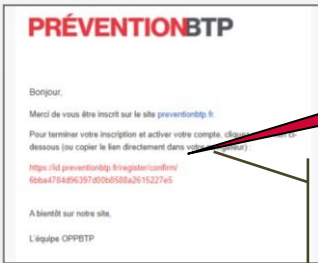 PRÉVENTIONBTP
Bonjour,
Merci de vous être inscrit sur le site preventionbtp.fr.
Pour terminer votre inscription et activer votre compte, cliquez ci-
dessous (ou copier le lien directement dans votre navigateur)
https://id.preventionbtp.fr/register/confirm/
6bba4784d96397d00b8588a2615227e5
A bientôt sur notre site,
L'équipe OPPBTP